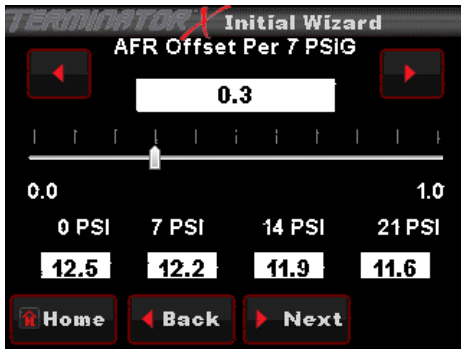 TERMINATOR X Initial Wizard
AFR Offset Per 7 PSIG
0.3
0.0 1.0
0 PSI 7 PSI 14 PSI 21 PSI
12.5 12.2 11.9 11.6
Home Back Next